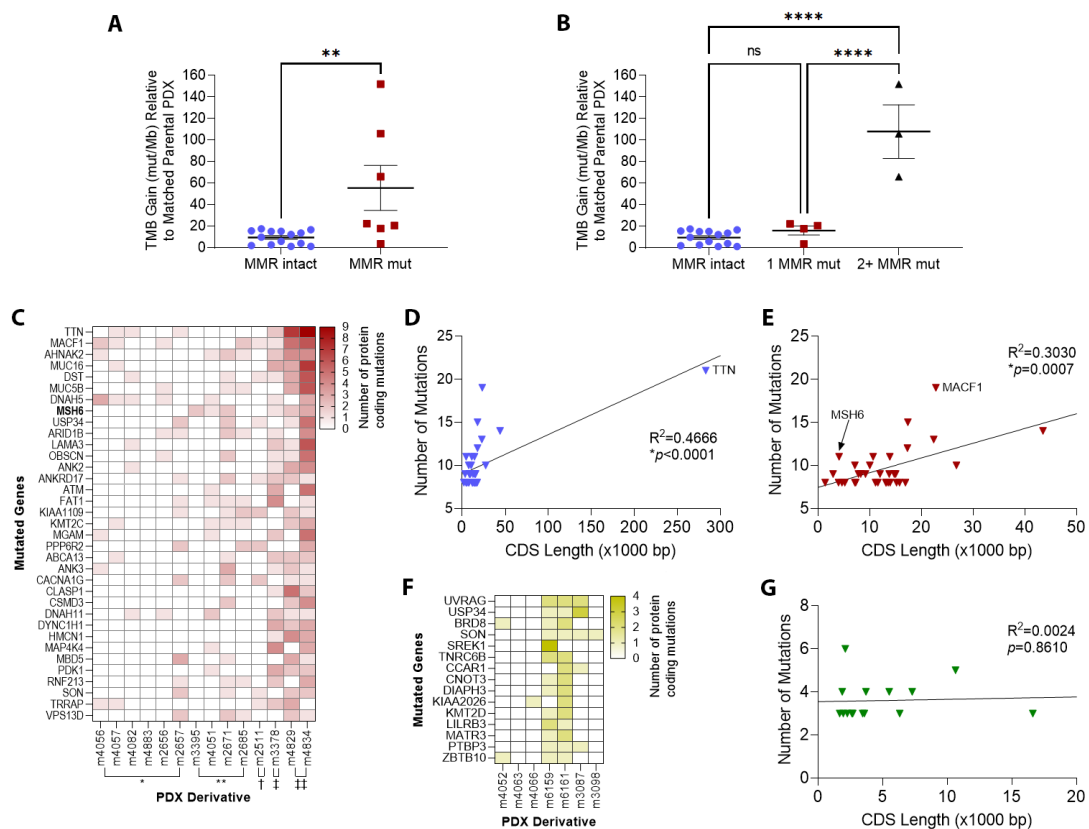 A
**
TMB Gain (mut/Mb) Relative
to Matched Parental PDX
160
140
120
100
80
60
40
20
0
MMR intact
MMR mut
B
****
ns
****
TMB Gain (mut/Mb) Relative
to Matched Parental PDX
160
140
120
100
80
60
40
20
0
MMR intact
1 MMR mut
2+ MMR mut
C
Mutated Genes
TTN
MACF1
AHNAK2
MUC16
DST
MUC5B
DNAH5
MSH6
USP34
ARID1B
LAMA3
OBSCN
ANK2
ANKRD17
ATM
FAT1
KIAA1109
KMT2C
MGAM
PPP6R2
ABCA13
ANK3
CACNA1G
CLASP1
CSMD3
DNAH11
DYNC1H1
HMCN1
MAP4K4
MBD5
PDK1
RNF213
SON
TRRAP
VPS13D
m4056
m4057
m4082
m4883
m2656
m2657
m3395
m4051
m2671
m2685
m2511
m3378
m4829
m4834
*
**
†
‡
‡‡
PDX Derivative
9
8
7
6
5
4
3
2
1
0
Number of protein
coding mutations
D
Number of Mutations
25
20
15
10
5
TTN
R2=0.4666
*p<0.0001
0
100
200
300
CDS Length (x1000 bp)
E
Number of Mutations
25
20
15
10
5
R2=0.3030
*p=0.0007
MACF1
MSH6
0
10
20
30
40
50
CDS Length (x1000 bp)
F
Mutated Genes
UVRAG
USP34
BRD8
SON
SREK1
TNRC6B
CCAR1
CNOT3
DIAPH3
KIAA2026
KMT2D
LILRB3
MATR3
PTBP3
ZBTB10
m4052
m4063
m4066
m6159
m6161
m3087
m3098
PDX Derivative
4
3
2
1
0
Number of protein
coding mutations
G
Number of Mutations
8
6
4
2
0
R2=0.0024
p=0.8610
0
5
10
15
20
CDS Length (x1000 bp)